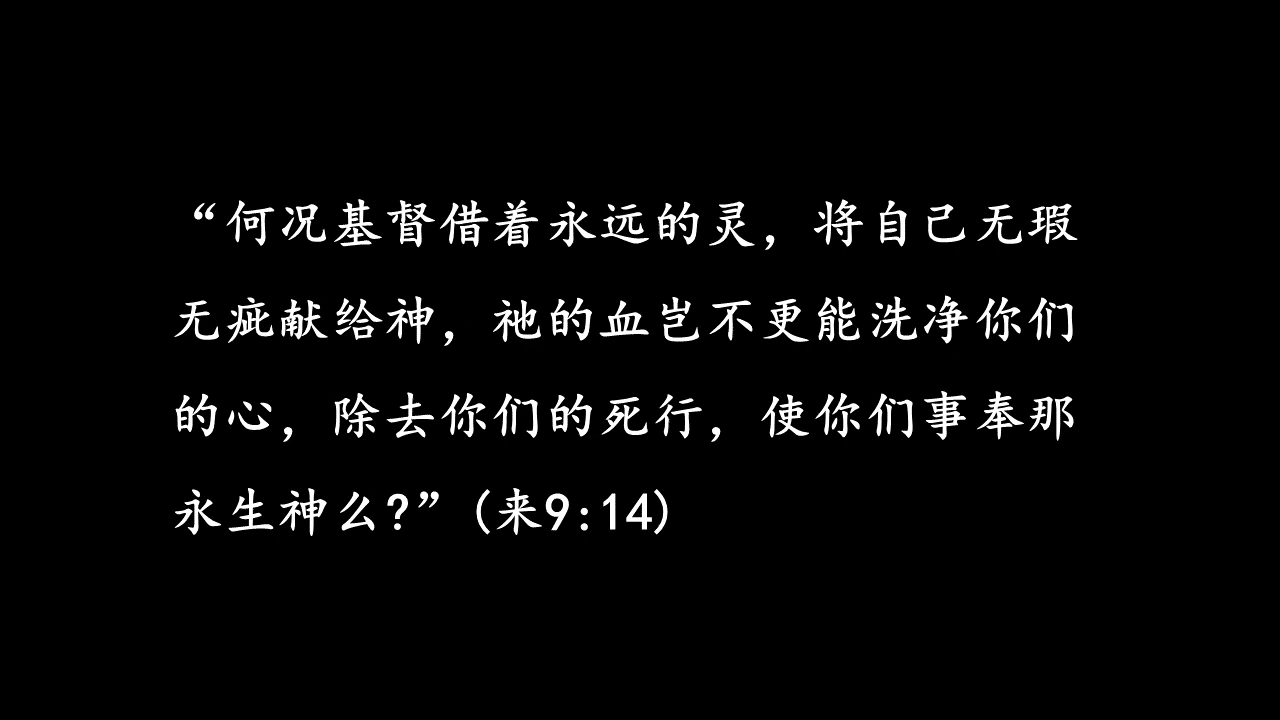 “何况基督借着永远的灵，将自己无瑕
无疵献给神，祂的血岂不更能洗净你们
的心，除去你们的死行，使你们事奉那
永生神么?”(来9:14)